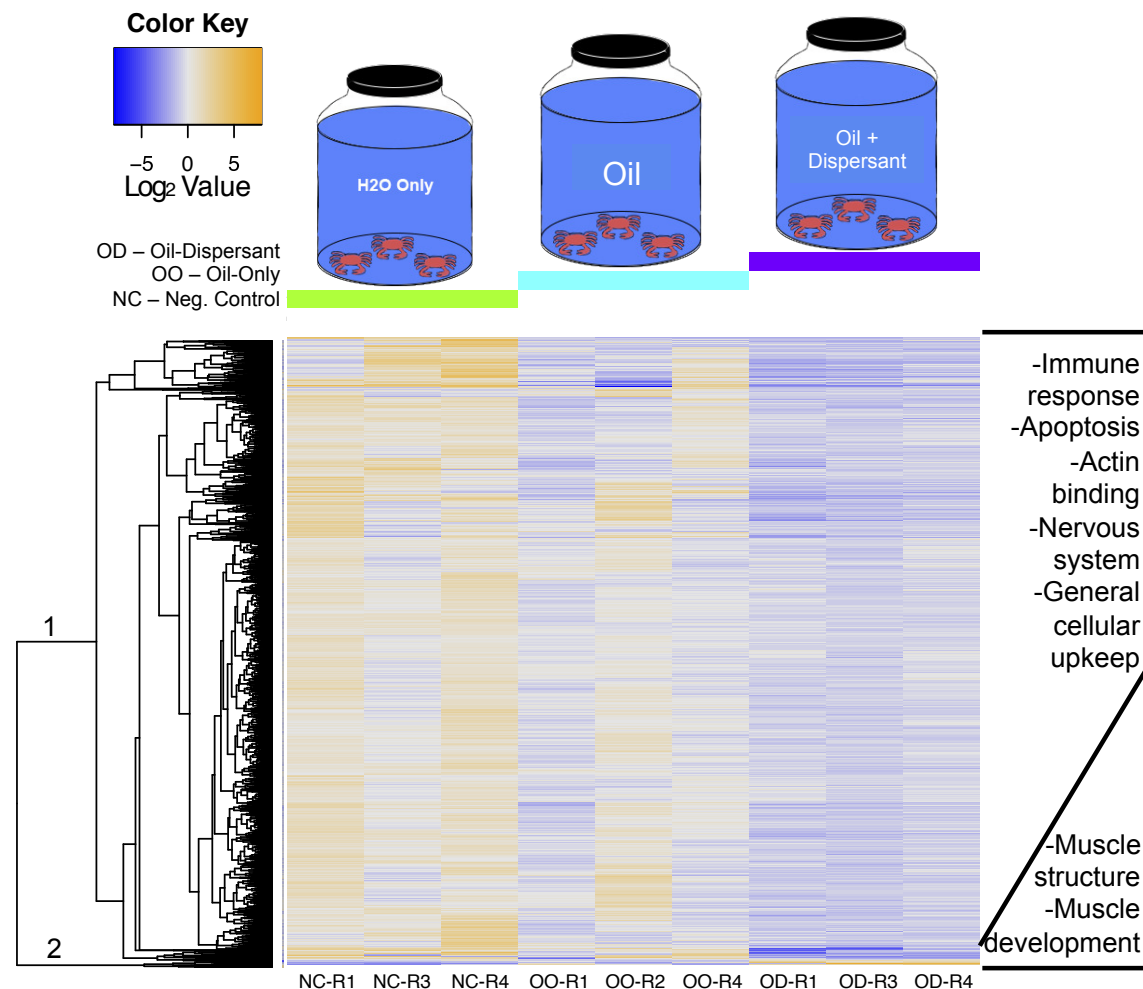 Color Key
−5 0 5
Log2 Value
H2O Only
Oil
Oil +
Dispersant
OD – Oil-Dispersant
OO – Oil-Only
NC – Neg. Control
1
2
-Immune
response
-Apoptosis
-Actin
binding
-Nervous
system
-General
cellular
upkeep
-Muscle
structure
-Muscle
development
NC-R1 NC-R3 NC-R4 OO-R1 OO-R2 OO-R4 OD-R1 OD-R3 OD-R4